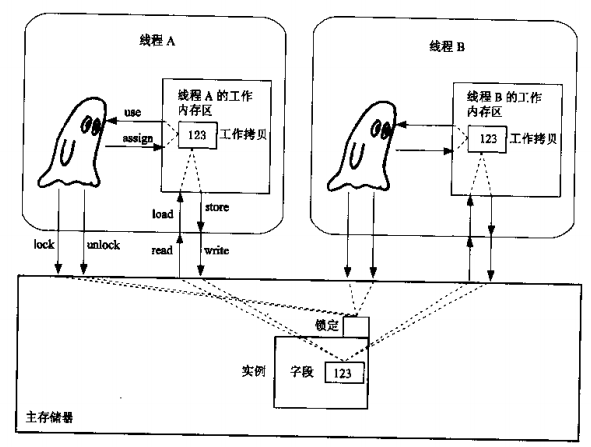 线程 A
线程 A 的工作
内存区
123 工作拷贝
use
assign
load
store
lock
unlock
read
write
线程 B
线程 B 的工作
内存区
123 工作拷贝
锁定
实例
字段
123
主存储器